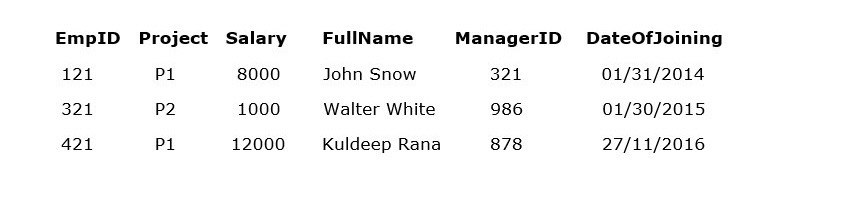 EmpID Project Salary FullName ManagerID DateOfJoining
121 P1 8000 John Snow 321 01/31/2014
321 P2 1000 Walter White 986 01/30/2015
421 P1 12000 Kuldeep Rana 878 27/11/2016